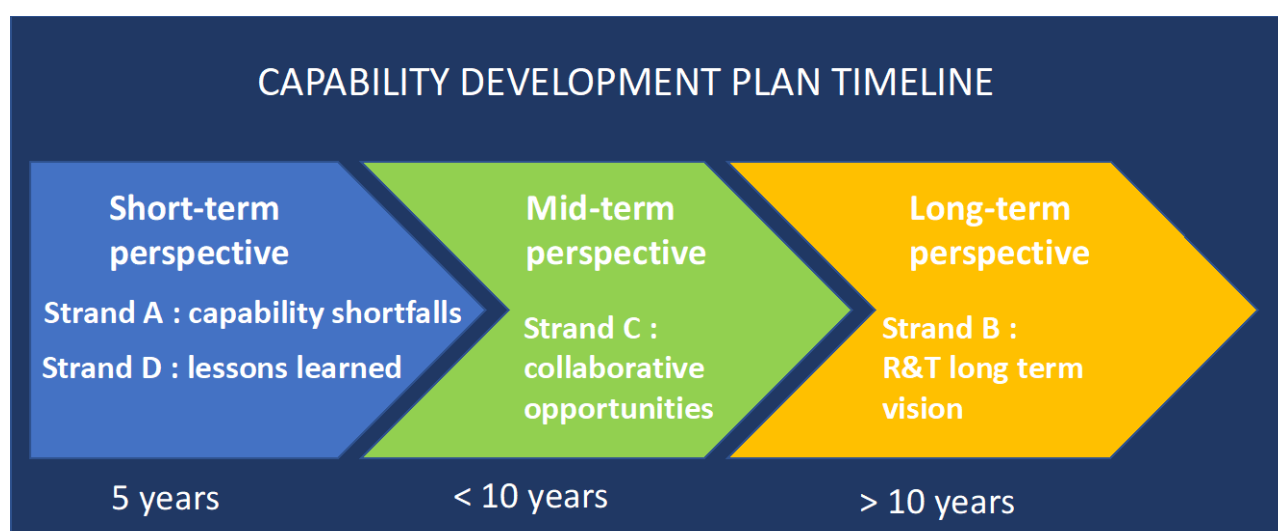 CAPABILITY DEVELOPMENT PLAN TIMELINE
Short-term
perspective
Strand A : capability shortfalls
Strand D : lessons learned
5 years
Mid-term
perspective
Strand C :
collaborative
opportunities
< 10 years
Long-term
perspective
Strand B :
R&T long term
vision
> 10 years